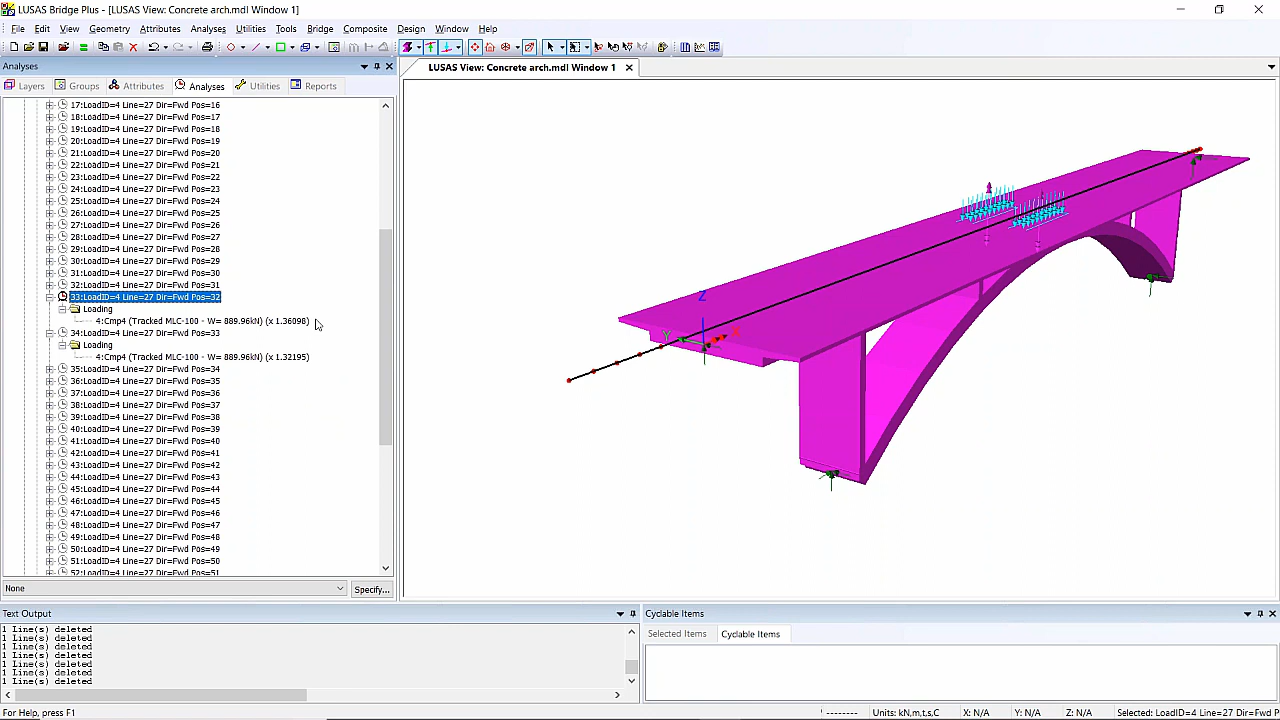 LUSAS Bridge Plus - [LUSAS View: Concrete arch.mdl Window 1]
File Edit View Geometry Attributes Analyses Utilities Tools Bridge Composite Design Window Help
Analyses
LUSAS View: Concrete arch.mdl Window 1
Layers Groups Attributes Analyses Utilities Reports
17:LoadID=4 Line=27 Dir=Fwd Pos=16
18:LoadID=4 Line=27 Dir=Fwd Pos=17
19:LoadID=4 Line=27 Dir=Fwd Pos=18
20:LoadID=4 Line=27 Dir=Fwd Pos=19
21:LoadID=4 Line=27 Dir=Fwd Pos=20
22:LoadID=4 Line=27 Dir=Fwd Pos=21
23:LoadID=4 Line=27 Dir=Fwd Pos=22
24:LoadID=4 Line=27 Dir=Fwd Pos=23
25:LoadID=4 Line=27 Dir=Fwd Pos=24
26:LoadID=4 Line=27 Dir=Fwd Pos=25
27:LoadID=4 Line=27 Dir=Fwd Pos=26
28:LoadID=4 Line=27 Dir=Fwd Pos=27
29:LoadID=4 Line=27 Dir=Fwd Pos=28
30:LoadID=4 Line=27 Dir=Fwd Pos=29
31:LoadID=4 Line=27 Dir=Fwd Pos=30
32:LoadID=4 Line=27 Dir=Fwd Pos=31
33:LoadID=4 Line=27 Dir=Fwd Pos=32
Loading
4:Cmp4 (Tracked MLC-100 - W= 889.96kN) (x 1.36098)
34:LoadID=4 Line=27 Dir=Fwd Pos=33
Loading
4:Cmp4 (Tracked MLC-100 - W= 889.96kN) (x 1.32195)
35:LoadID=4 Line=27 Dir=Fwd Pos=34
36:LoadID=4 Line=27 Dir=Fwd Pos=35
37:LoadID=4 Line=27 Dir=Fwd Pos=36
38:LoadID=4 Line=27 Dir=Fwd Pos=37
39:LoadID=4 Line=27 Dir=Fwd Pos=38
40:LoadID=4 Line=27 Dir=Fwd Pos=39
41:LoadID=4 Line=27 Dir=Fwd Pos=40
42:LoadID=4 Line=27 Dir=Fwd Pos=41
43:LoadID=4 Line=27 Dir=Fwd Pos=42
44:LoadID=4 Line=27 Dir=Fwd Pos=43
45:LoadID=4 Line=27 Dir=Fwd Pos=44
46:LoadID=4 Line=27 Dir=Fwd Pos=45
47:LoadID=4 Line=27 Dir=Fwd Pos=46
48:LoadID=4 Line=27 Dir=Fwd Pos=47
49:LoadID=4 Line=27 Dir=Fwd Pos=48
50:LoadID=4 Line=27 Dir=Fwd Pos=49
51:LoadID=4 Line=27 Dir=Fwd Pos=50
52:LoadID=4 Line=27 Dir=Fwd Pos=51
Z
Y
X
None
Specify...
Text Output
1 Line(s) deleted
1 Line(s) deleted
1 Line(s) deleted
1 Line(s) deleted
1 Line(s) deleted
1 Line(s) deleted
1 Line(s) deleted
Cyclable Items
Selected Items Cyclable Items
For Help, press F1
Units: kN,m,t,s,C X: N/A Y: N/A Z: N/A Selected: LoadID=4 Line=27 Dir=Fwd P